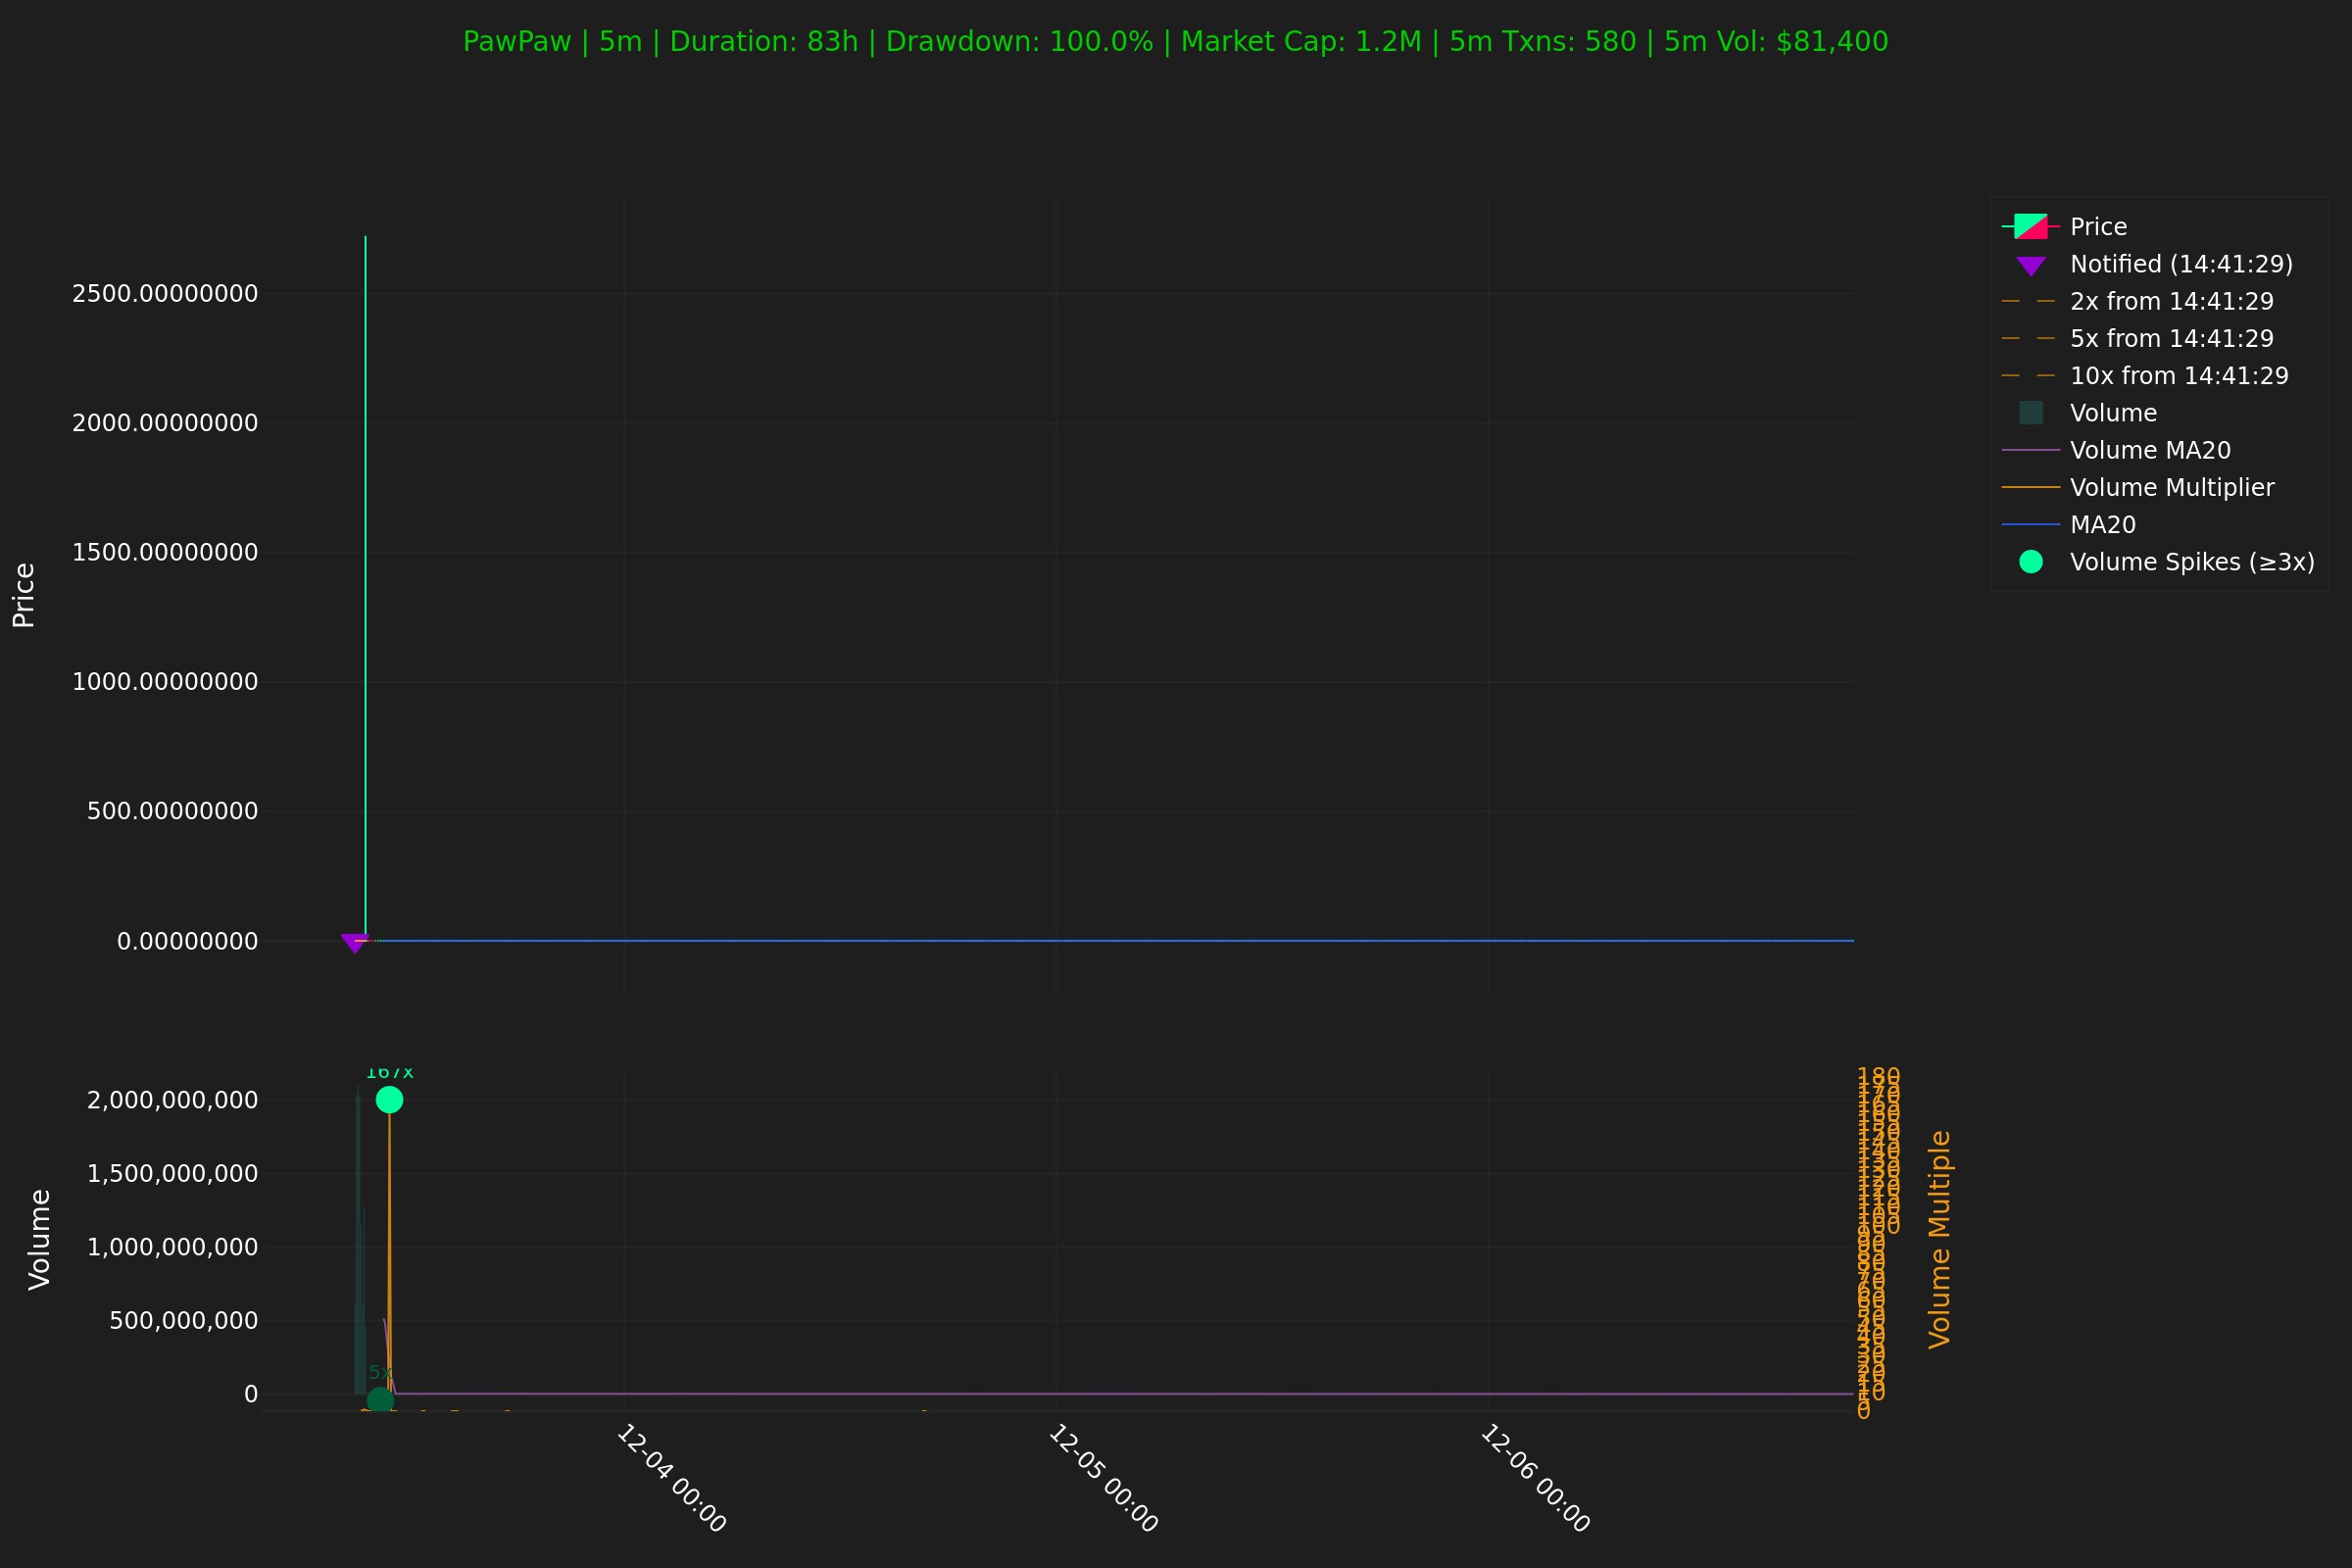 PawPaw | 5m | Duration: 83h | Drawdown: 100.0% | Market Cap: 1.2M | 5m Txns: 580 | 5m Vol: $81,400
Price
2500.00000000
2000.00000000
1500.00000000
1000.00000000
500.00000000
0.00000000
Price
Notified (14:41:29)
2x from 14:41:29
5x from 14:41:29
10x from 14:41:29
Volume
Volume MA20
Volume Multiplier
MA20
Volume Spikes (≥3x)
Volume
2,000,000,000
1,500,000,000
1,000,000,000
500,000,000
0
167x
5x
180
10
0
Volume Multiple
12-04 00:00
12-05 00:00
12-06 00:00